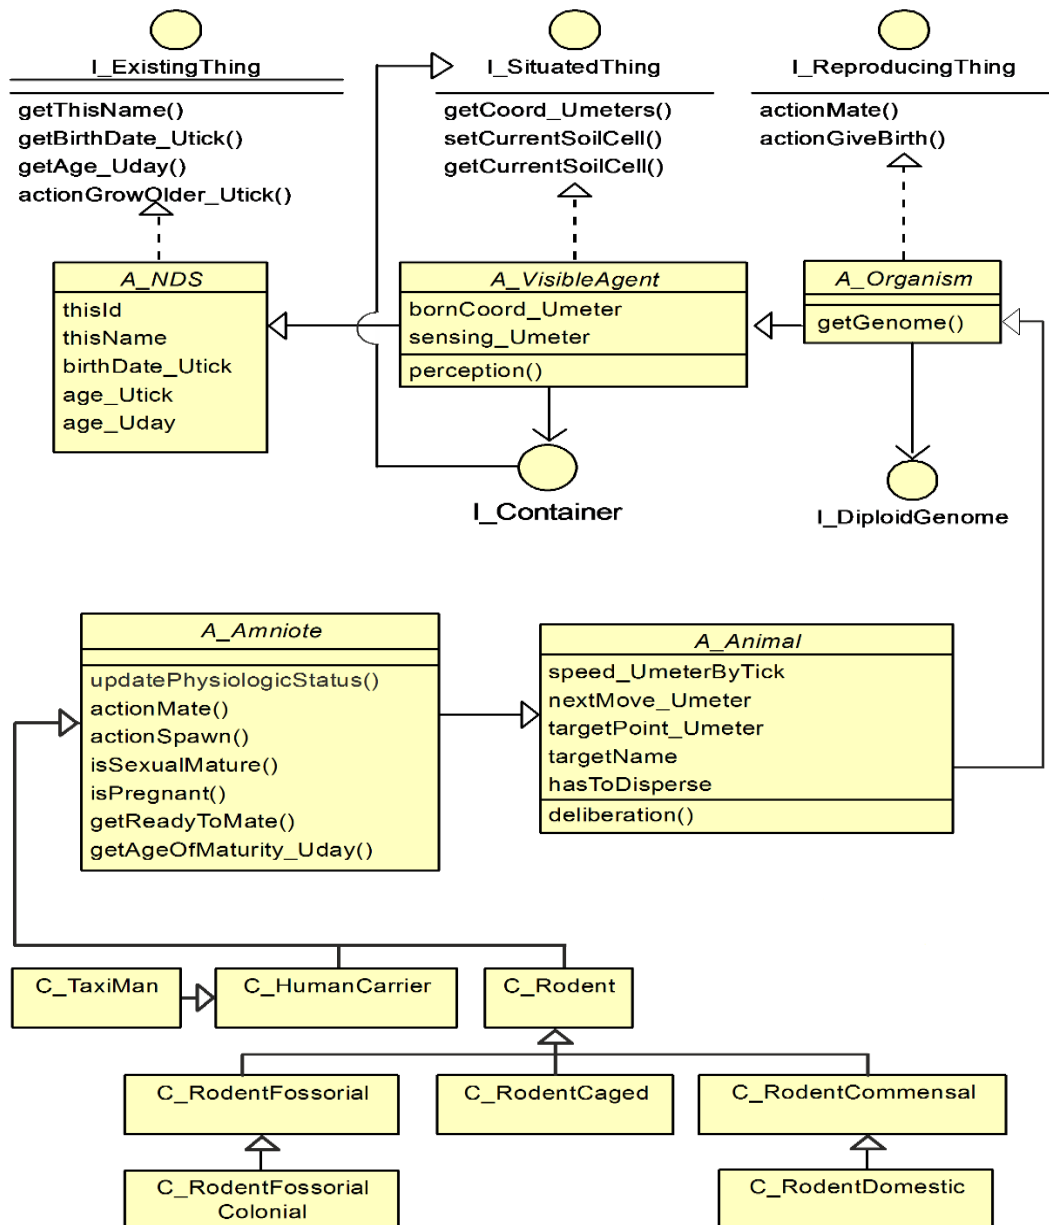 I_ExistingThing
getThisName()
getBirthDate_Utick()
getAge_Uday()
actionGrowOlder_Utick()
I_SituatedThing
getCoord_Umeters()
setCurrentSoilCell()
getCurrentSoilCell()
I_ReproducingThing
actionMate()
actionGiveBirth()
A_NDS
thisId
thisName
birthDate_Utick
age_Utick
age_Uday
A_VisibleAgent
bornCoord_Umeter
sensing_Umeter
perception()
A_Organism
getGenome()
I_Container
I_DiploidGenome
A_Amniote
updatePhysiologicStatus()
actionMate()
actionSpawn()
isSexualMature()
isPregnant()
getReadyToMate()
getAgeOfMaturity_Uday()
A_Animal
speed_UmeterByTick
nextMove_Umeter
targetPoint_Umeter
targetName
hasToDisperse
deliberation()
C_TaxiMan
C_HumanCarrier
C_Rodent
C_RodentFossorial
C_RodentCaged
C_RodentCommensal
C_RodentFossorial
Colonial
C_RodentDomestic